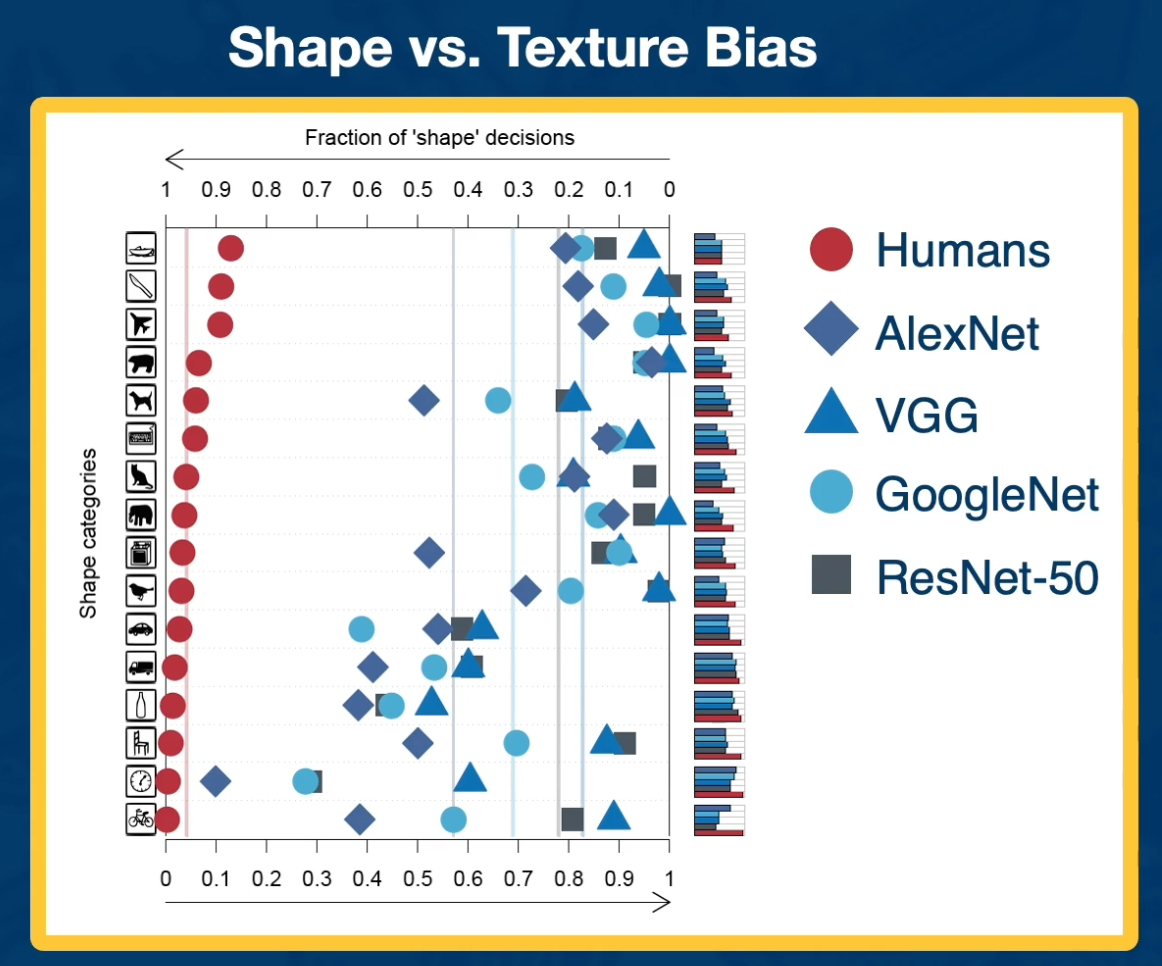 Shape vs. Texture Bias
Fraction of 'shape' decisions
1 0.9 0.8 0.7 0.6 0.5 0.4 0.3 0.2 0.1 0
Shape categories
0 0.1 0.2 0.3 0.4 0.5 0.6 0.7 0.8 0.9 1
Humans
AlexNet
VGG
GoogleNet
ResNet-50